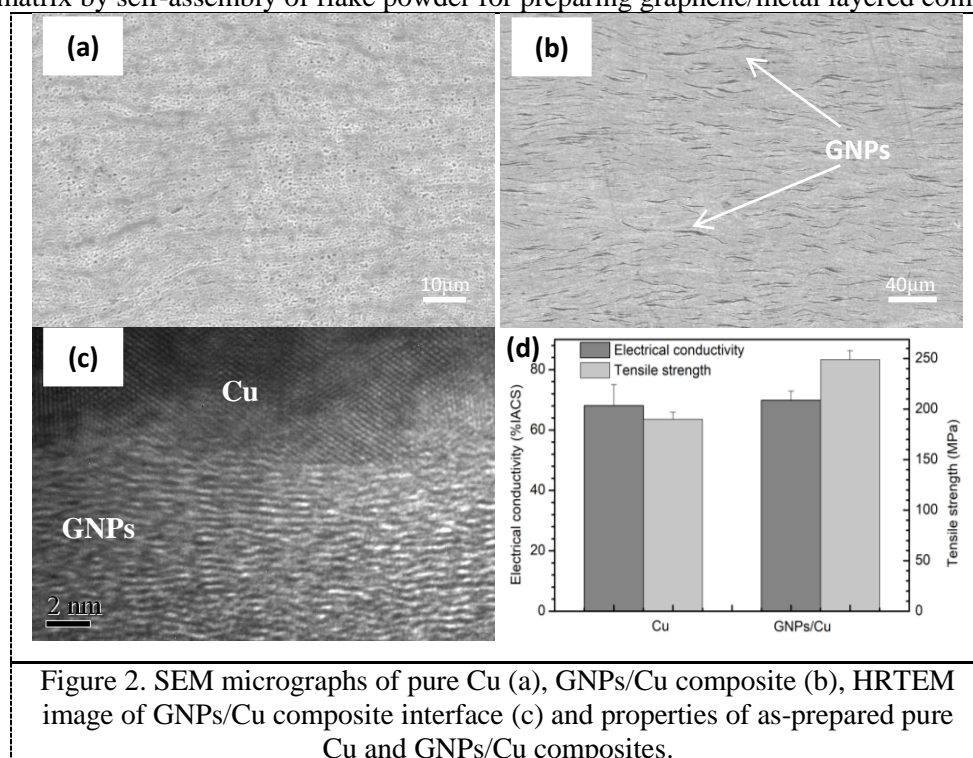 matrix by self-assembly of flake powder for preparing graphene/metal layered com
(a)
10μm
(b)
GNPs
40μm
(c)
Cu
GNPs
2 nm
(d)
Electrical conductivity
Tensile strength
Electrical conductivity (%IACS)
80
60
40
20
0
Tensile strength (MPa)
250
200
150
100
50
0
Cu
GNPs/Cu
Figure 2. SEM micrographs of pure Cu (a), GNPs/Cu composite (b), HRTEM
image of GNPs/Cu composite interface (c) and properties of as-prepared pure
Cu and GNPs/Cu composites.